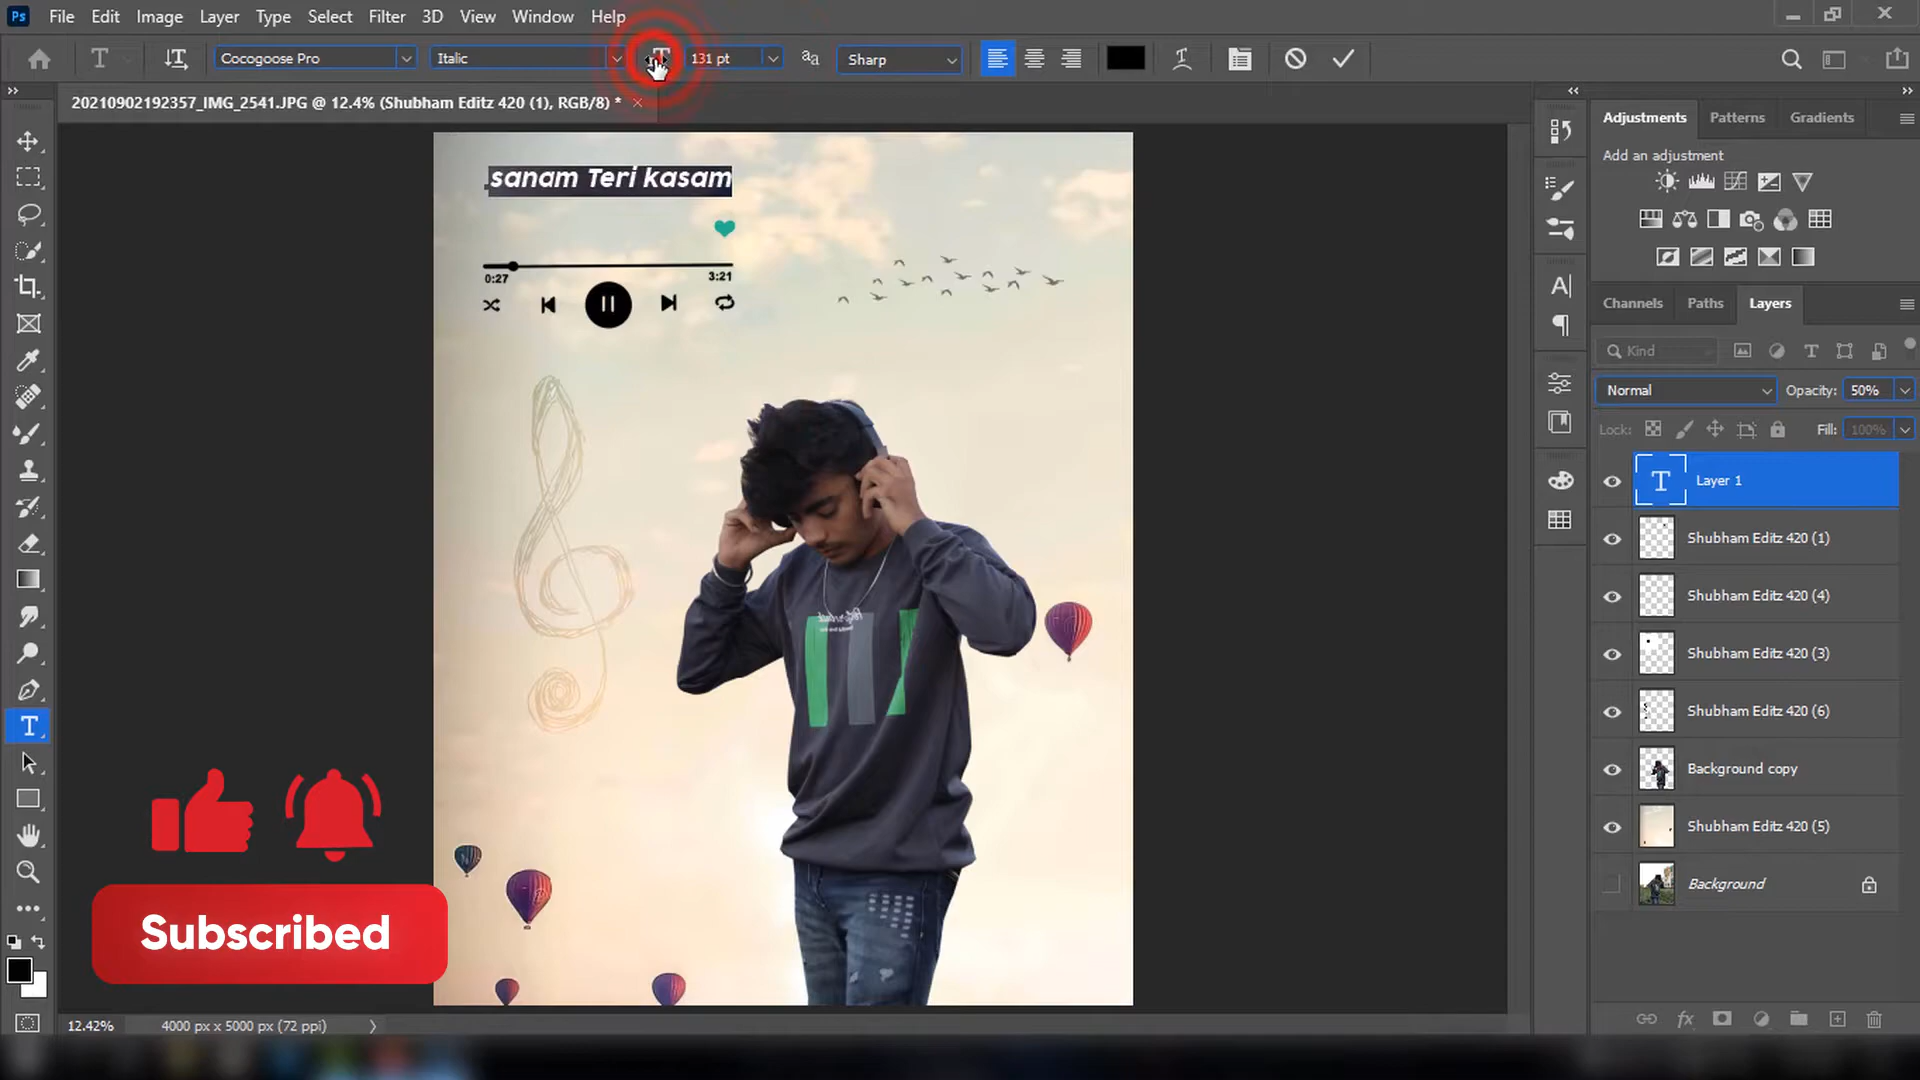 Ps File Edit Image Layer Type Select Filter 3D View Window Help
Cocogoose Pro Italic 131 pt aa Sharp
20210902192357_IMG_2541.JPG @ 12.4% (Shubham Editz 420 (1), RGB/8) *
Adjustments Patterns Gradients
Add an adjustment
sanam Teri kasam
0:27 3:21
Channels Paths Layers
Kind
Normal Opacity: 50%
Lock: Fill: 100%
Layer 1
Shubham Editz 420 (1)
Shubham Editz 420 (4)
Shubham Editz 420 (3)
Shubham Editz 420 (6)
Background copy
Shubham Editz 420 (5)
Background
Subscribed
12.42% 4000 px x 5000 px (72 ppi)